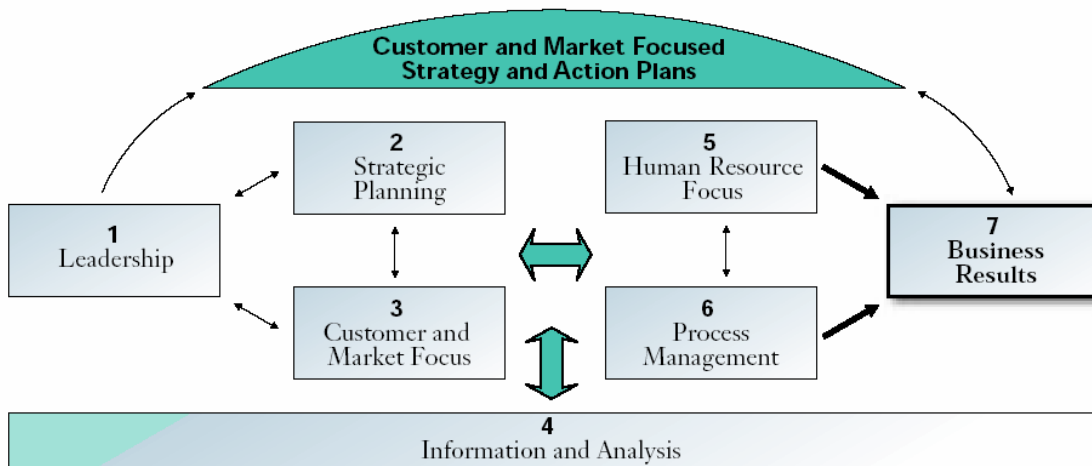 Customer and Market Focused
Strategy and Action Plans
1
Leadership
2
Strategic
Planning
3
Customer and
Market Focus
5
Human Resource
Focus
6
Process
Management
7
Business
Results
4
Information and Analysis